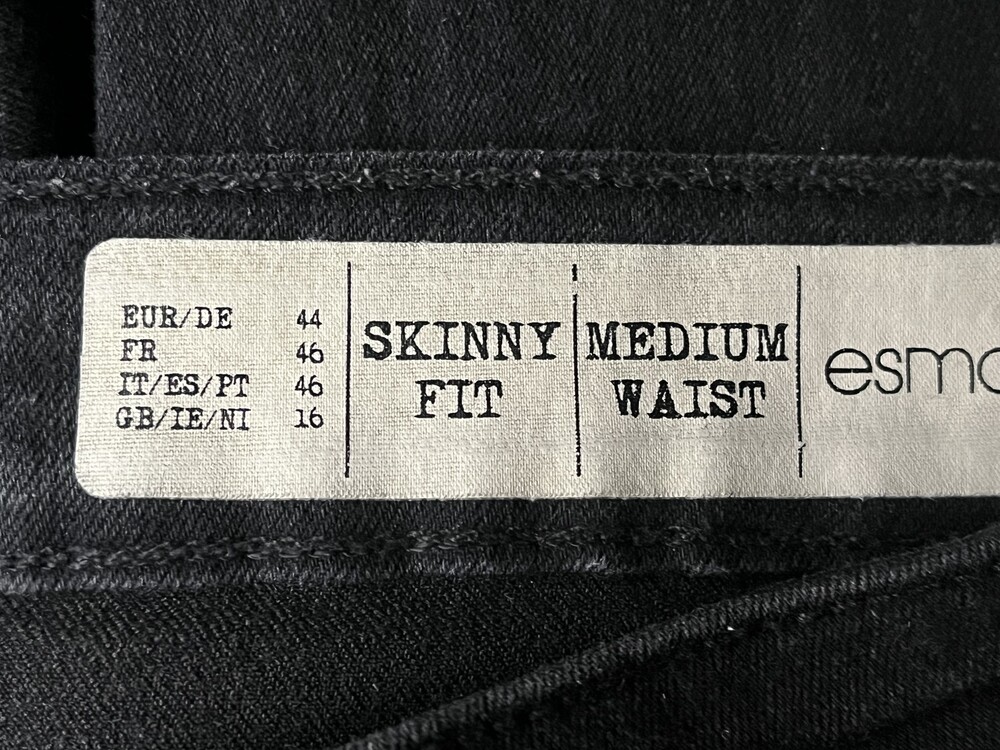 EUR/DE 44
FR 46
IT/ES/PT 46
GB/IE/NI 16
SKINNY
FIT
MEDIUM
WAIST